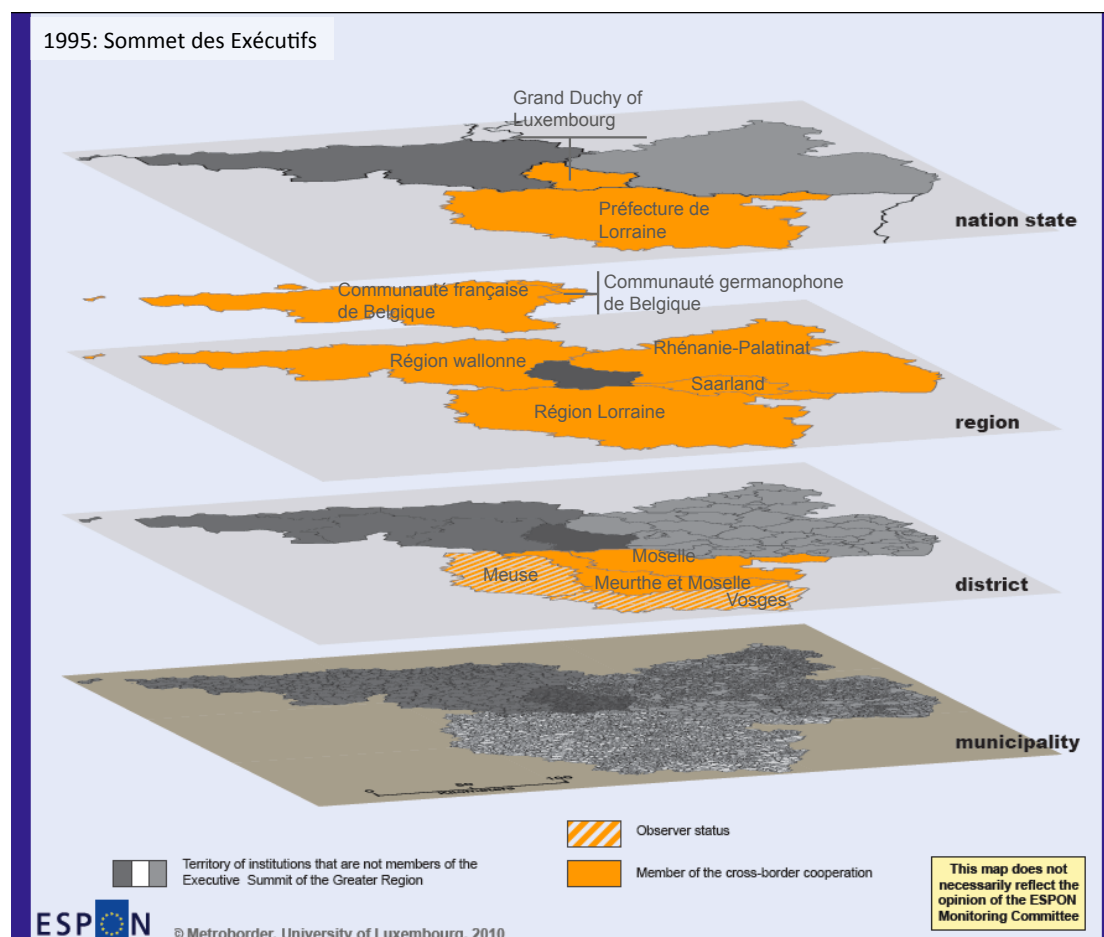 1995: Sommet des Exécutifs
Grand Duchy of
Luxembourg
Préfecture de
Lorraine
nation state
Communauté française
de Belgique
Communauté germanophone
de Belgique
Rhénanie-Palatinat
Région wallonne
Saarland
Région Lorraine
region
Moselle
Meuse
Meurthe et Moselle
Vosges
district
municipality
0 50 100
Kilometers
Observer status
Territory of institutions that are not members of the
Executive Summit of the Greater Region
Member of the cross-border cooperation
This map does not
necessarily reflect the
opinion of the ESPON
Monitoring Committee
ESPON
© Metroborder, University of Luxembourg, 2010